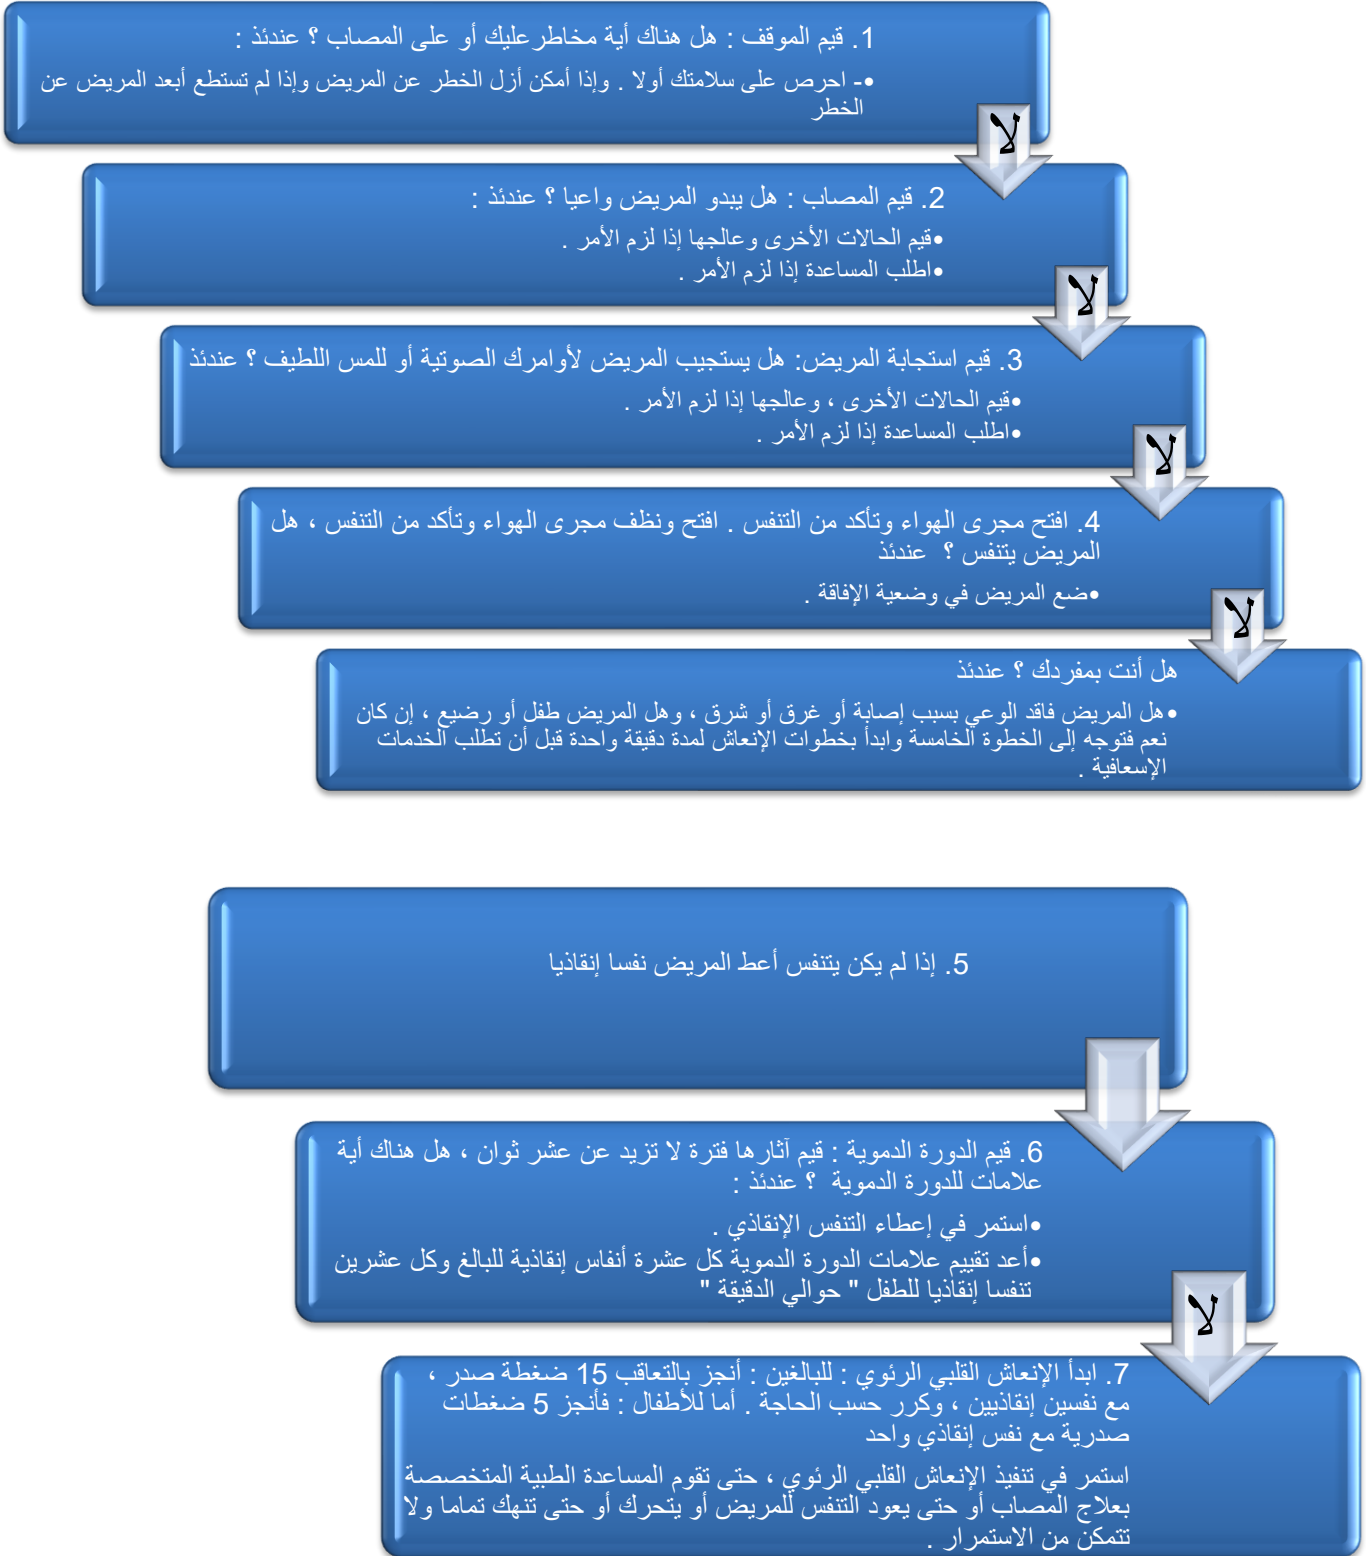 1. قيم الموقف : هل هناك أية مخاطر عليك أو على المصاب ؟ عندئذ :
•- احرص على سلامتك أولا . وإذا أمكن أزل الخطر عن المريض وإذا لم تستطع أبعد المريض عن
الخطر
لا
2. قيم المصاب : هل يبدو المريض واعيا ؟ عندئذ :
•قيم الحالات الأخرى وعالجها إذا لزم الأمر .
•اطلب المساعدة إذا لزم الأمر .
لا
3. قيم استجابة المريض: هل يستجيب المريض لأوامرك الصوتية أو للمس اللطيف ؟ عندئذ
•قيم الحالات الأخرى ، وعالجها إذا لزم الأمر .
•اطلب المساعدة إذا لزم الأمر .
لا
4. افتح مجرى الهواء وتأكد من التنفس . افتح ونظف مجرى الهواء وتأكد من التنفس ، هل
المريض يتنفس ؟ عندئذ
•ضع المريض في وضعية الإفاقة .
لا
هل أنت بمفردك ؟ عندئذ
•هل المريض فاقد الوعي بسبب إصابة أو غرق أو شرق ، وهل المريض طفل أو رضيع ، إن كان
نعم فتوجه إلى الخطوة الخامسة وابدأ بخطوات الإنعاش لمدة دقيقة واحدة قبل أن تطلب الخدمات
الإسعافية .
5. إذا لم يكن يتنفس أعط المريض نفسا إنقاذيا
6. قيم الدورة الدموية : قيم آثارها فترة لا تزيد عن عشر ثوان ، هل هناك أية
علامات للدورة الدموية ؟ عندئذ :
•استمر في إعطاء التنفس الإنقاذي .
•أعد تقييم علامات الدورة الدموية كل عشرة أنفاس إنقاذية للبالغ وكل عشرين
تنفسا إنقاذيا للطفل " حوالي الدقيقة "
لا
7. ابدأ الإنعاش القلبي الرئوي : للبالغين : أنجز بالتعاقب 15 ضغطة صدر ،
مع نفسين إنقاذيين ، وكرر حسب الحاجة . أما للأطفال : فأنجز 5 ضغطات
صدرية مع نفس إنقاذي واحد
استمر في تنفيذ الإنعاش القلبي الرئوي ، حتى تقوم المساعدة الطبية المتخصصة
بعلاج المصاب أو حتى يعود التنفس للمريض أو يتحرك أو حتى تنهك تماما ولا
تتمكن من الاستمرار .